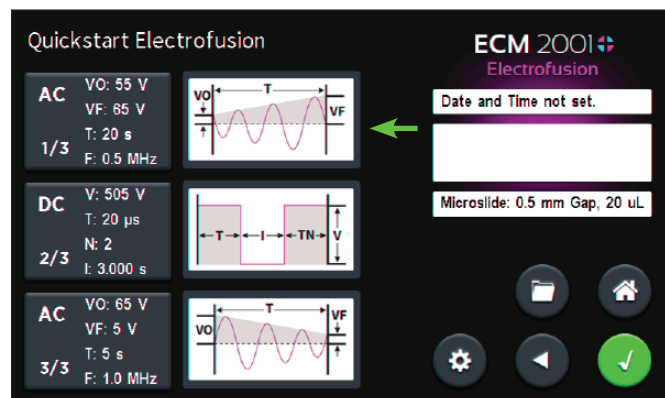 Quickstart Electrofusion
AC
1/3
VO: 55 V
VF: 65 V
T: 20 s
F: 0.5 MHz
VO
T
VF
DC
2/3
V: 505 V
T: 20 µs
N: 2
I: 3.000 s
T I TN V
AC
3/3
VO: 65 V
VF: 5 V
T: 5 s
F: 1.0 MHz
VO
T
VF
ECM 2001
Electrofusion
Date and Time not set.
Microslide: 0.5 mm Gap, 20 uL